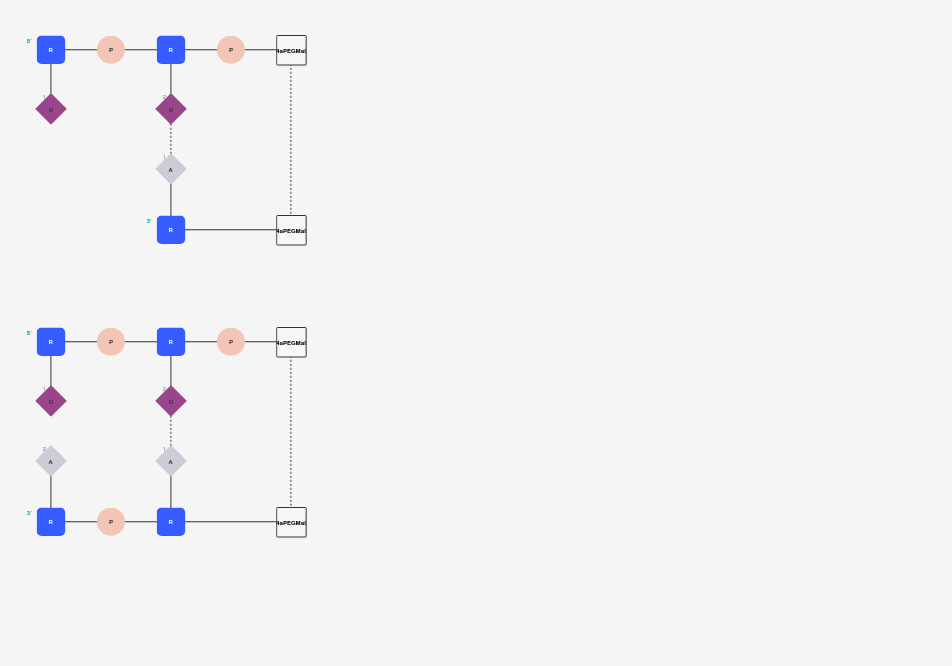 5' R P R P 4aPEGMal
1 U 2 U
1 A
3' R 4aPEGMal
5' R P R P 4aPEGMal
1 U 2 U
2 A 1 A
3' R P R 4aPEGMal